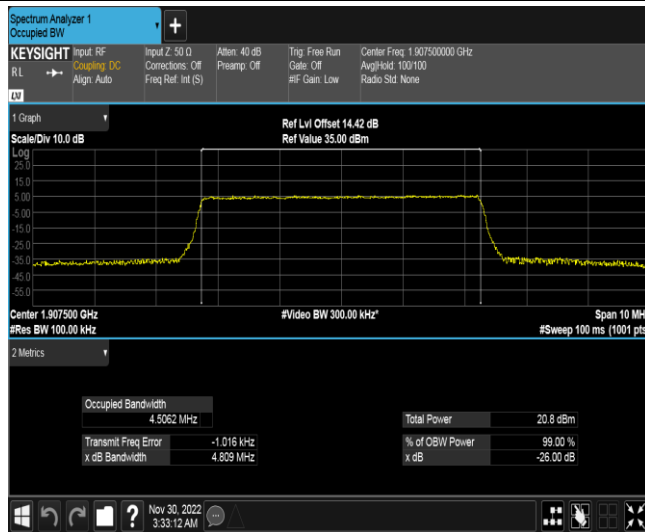 Spectrum Analyzer 1
Occupied BW
+
KEYSIGHT
RL
LXI
Input: RF
Coupling: DC
Align: Auto
Input Z: 50 Ω
Corrections: Off
Freq Ref: Int (S)
Atten: 40 dB
Preamp: Off
Trig: Free Run
Gate: Off
#IF Gain: Low
Center Freq: 1.907500000 GHz
Avg|Hold: 100/100
Radio Std: None
1 Graph
Scale/Div 10.0 dB
Ref Lvl Offset 14.42 dB
Ref Value 35.00 dBm
Log
25.0
15.0
5.00
-5.00
-15.0
-25.0
-35.0
-45.0
-55.0
Center 1.907500 GHz
#Video BW 300.00 kHz*
Span 10 MH
#Res BW 100.00 kHz
#Sweep 100 ms (1001 pts
2 Metrics
Occupied Bandwidth
4.5062 MHz
Total Power 20.8 dBm
Transmit Freq Error -1.016 kHz
% of OBW Power 99.00 %
x dB Bandwidth 4.809 MHz
x dB -26.00 dB
?
Nov 30, 2022
3:33:12 AM